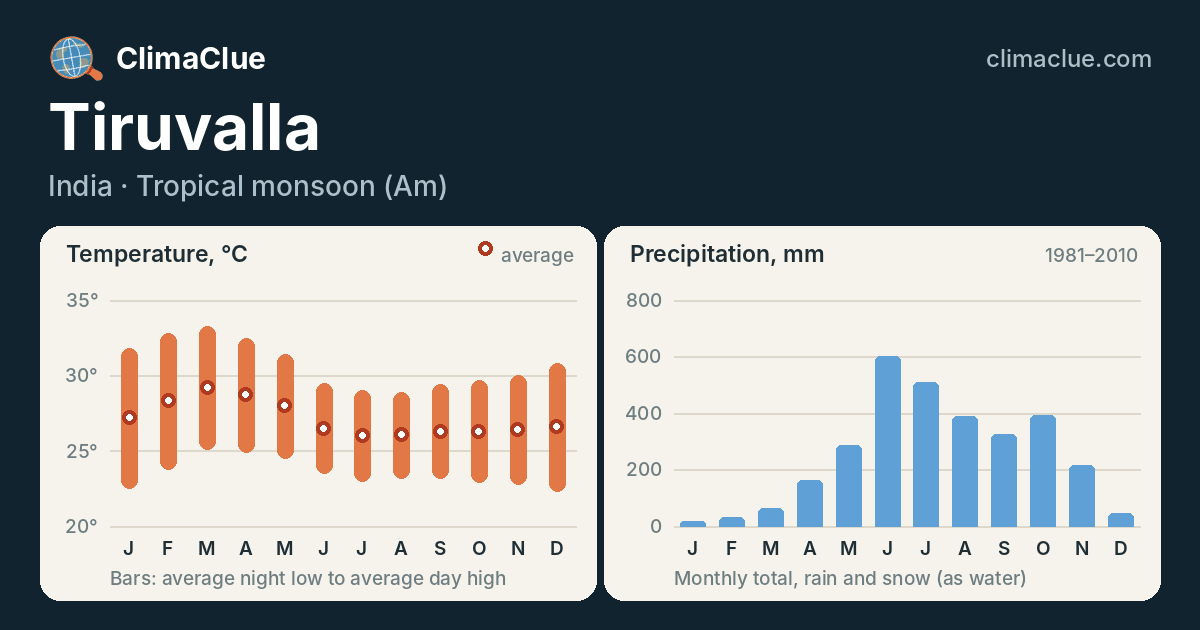 ClimaClue
climaclue.com
Tiruvalla
India · Tropical monsoon (Am)
Temperature, °C
average
35°
30°
25°
20°
J F M A M J J A S O N D
Bars: average night low to average day high
Precipitation, mm
1981–2010
800
600
400
200
0
J F M A M J J A S O N D
Monthly total, rain and snow (as water)